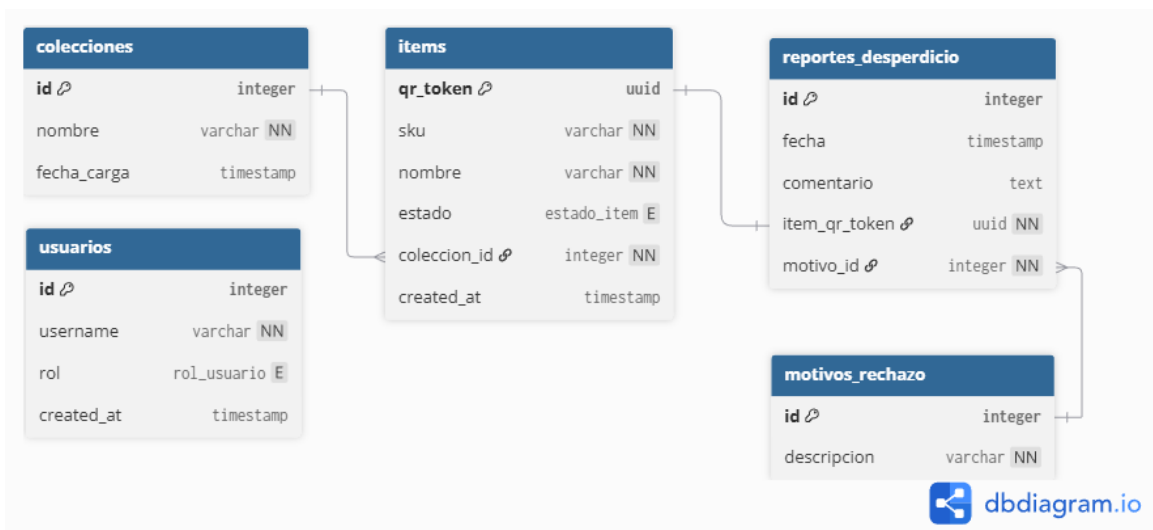 colecciones
id integer
nombre varchar NN
fecha_carga timestamp
usuarios
id integer
username varchar NN
rol rol_usuario E
created_at timestamp
items
qr_token uuid
sku varchar NN
nombre varchar NN
estado estado_item E
coleccion_id integer NN
created_at timestamp
reportes_desperdicio
id integer
fecha timestamp
comentario text
item_qr_token uuid NN
motivo_id integer NN
motivos_rechazo
id integer
descripcion varchar NN
dbdiagram.io